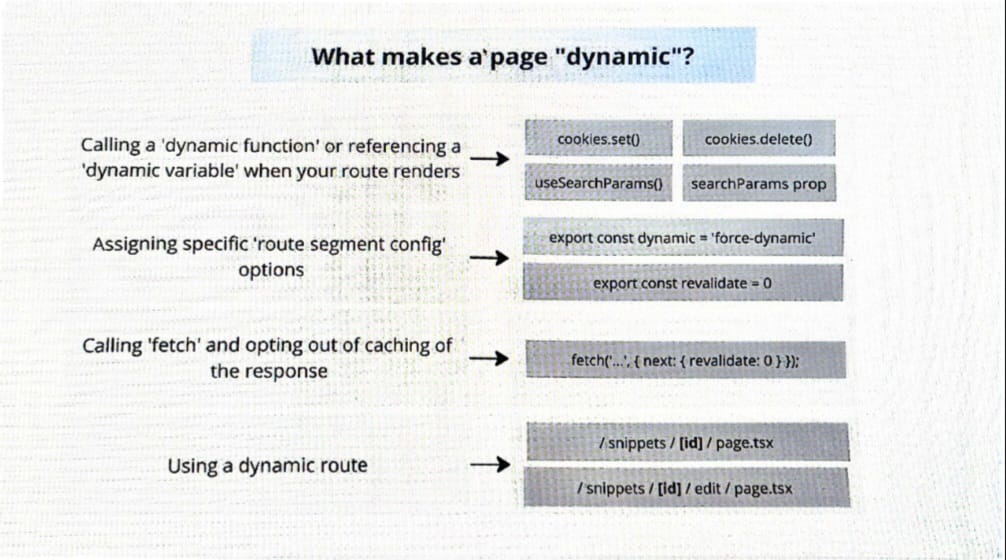 What makes a page "dynamic"?
Calling a 'dynamic function' or referencing a
'dynamic variable' when your route renders
cookies.set()
cookies.delete()
useSearchParams()
searchParams prop
Assigning specific 'route segment config'
options
export const dynamic = 'force-dynamic'
export const revalidate = 0
Calling 'fetch' and opting out of caching of
the response
fetch('...', { next: { revalidate: 0 } });
Using a dynamic route
/ snippets / [id] / page.tsx
/ snippets / [id] / edit / page.tsx